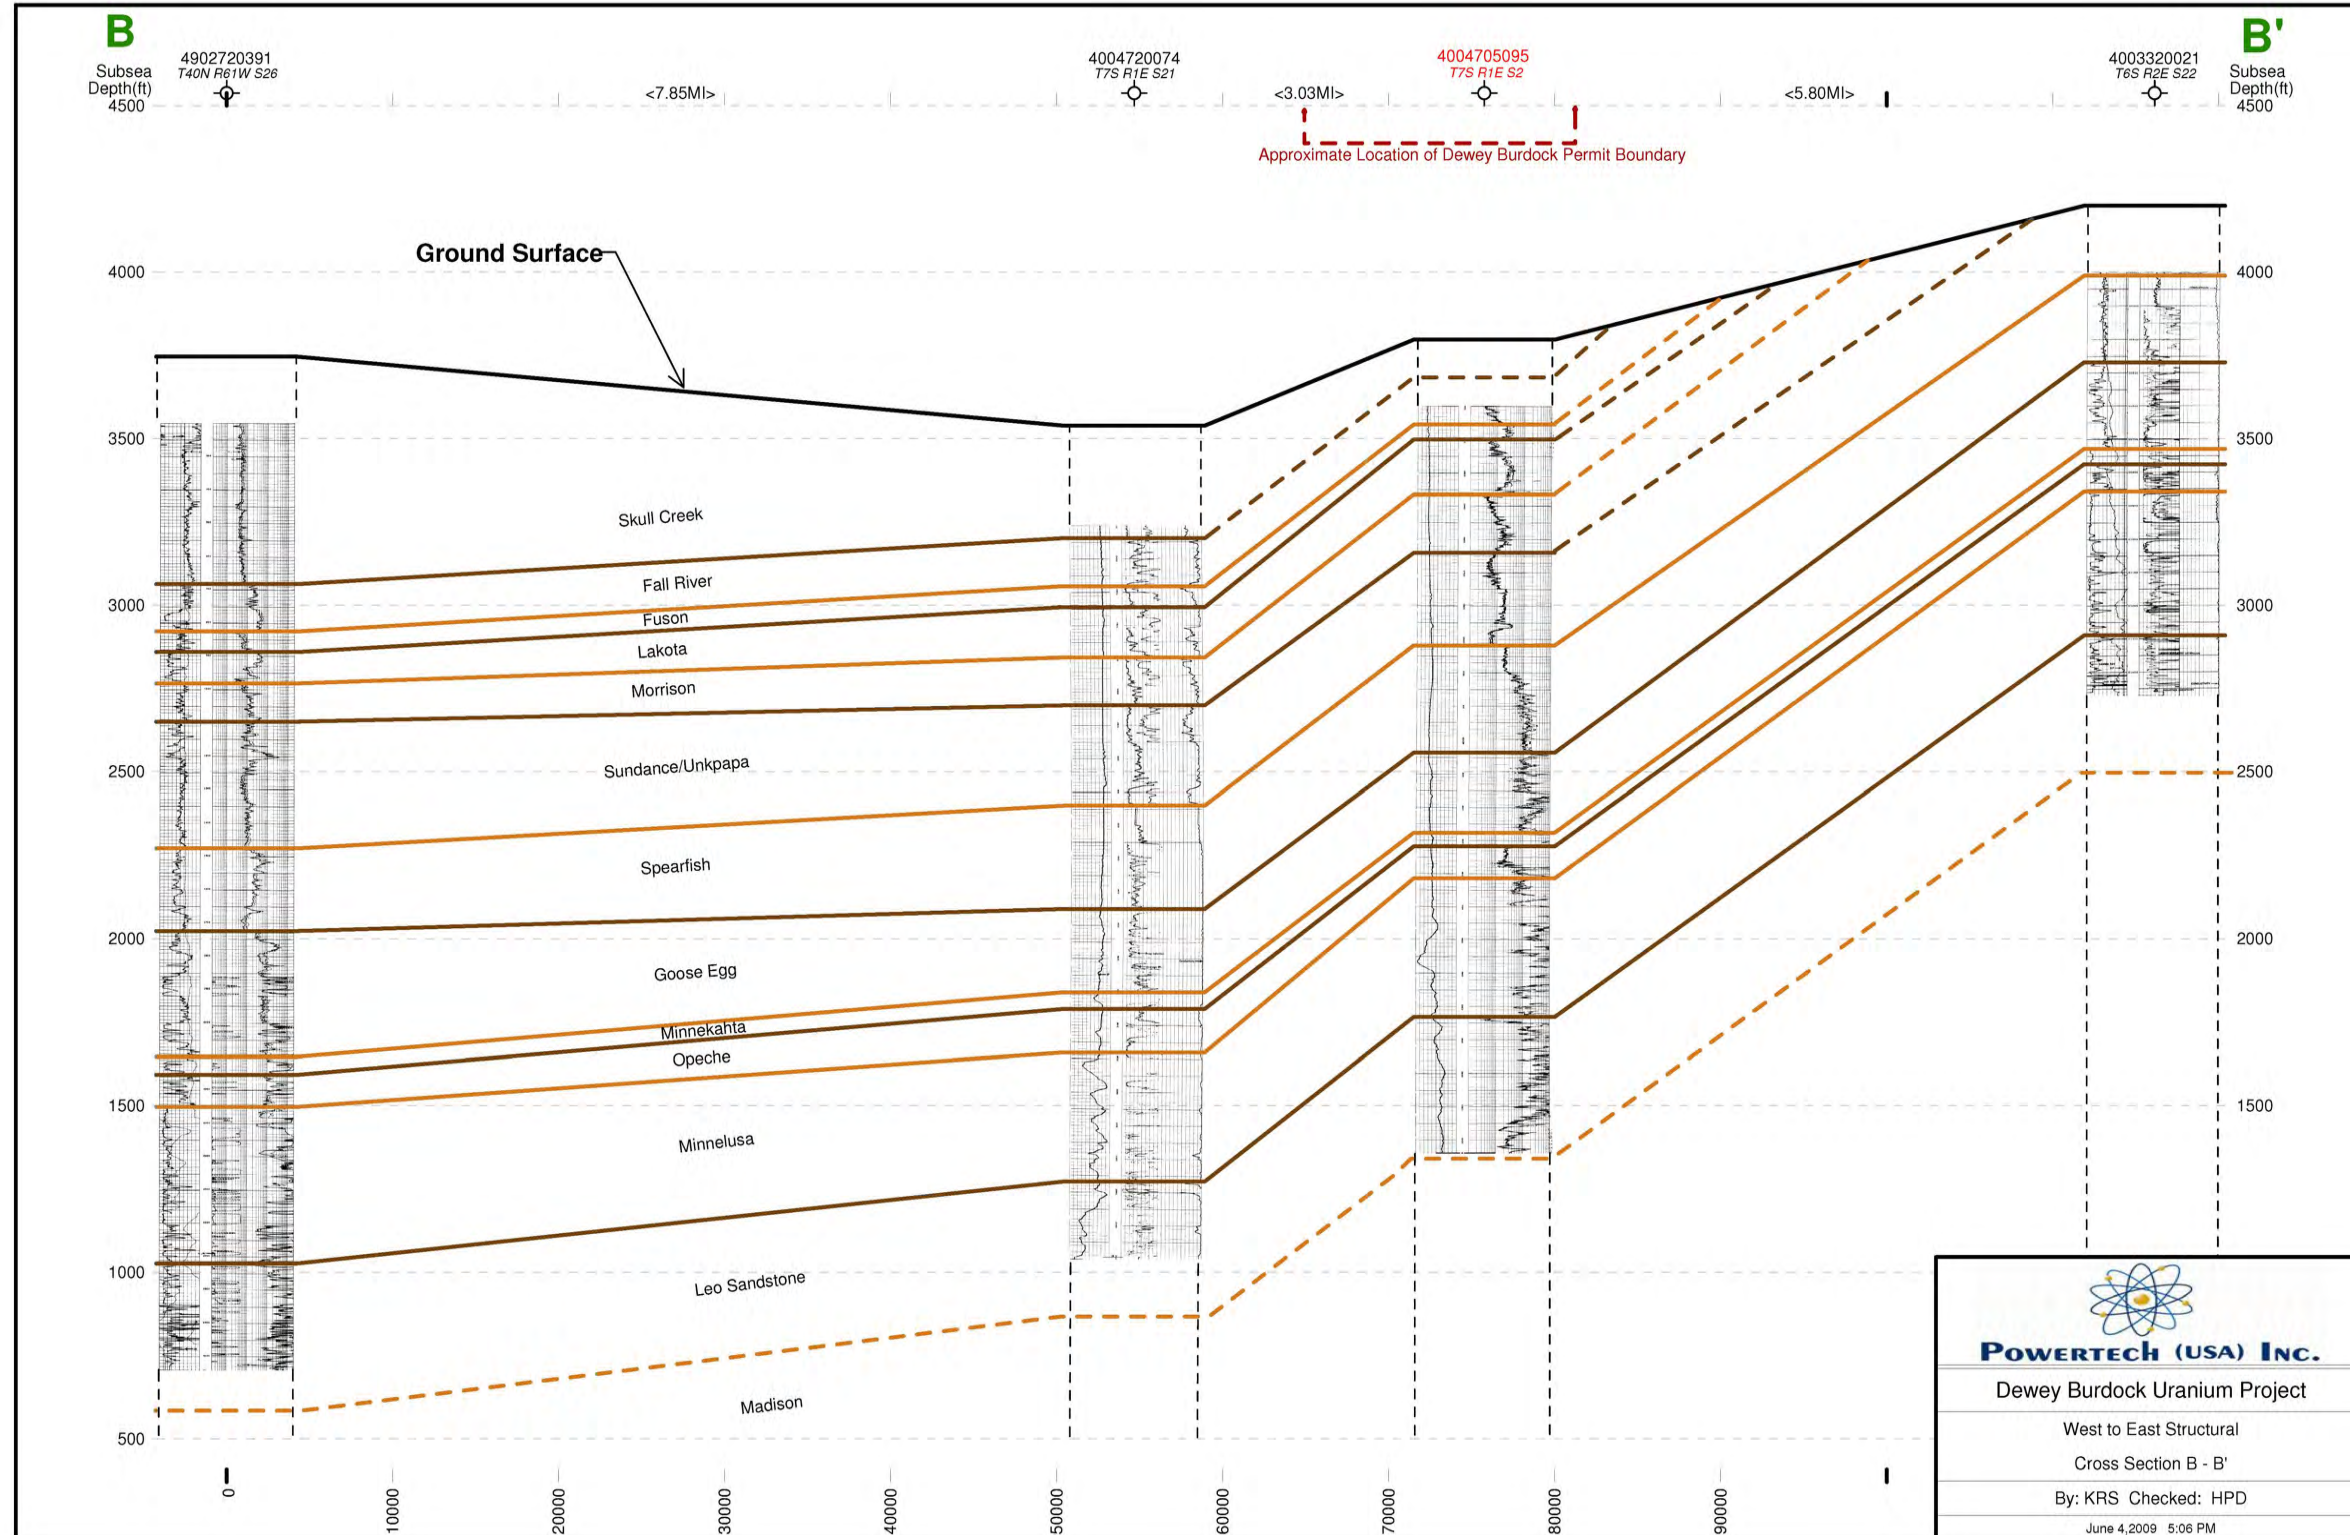 B
B'
4902720391
T40N R61W S26
4004720074
T7S R1E S21
4004705095
T7S R1E S2
4003320021
T6S R2E S22
Subsea
Depth(ft)
Subsea
Depth(ft)
<7.85MI>
<3.03MI>
<5.80MI>
4500
4500
Approximate Location of Dewey Burdock Permit Boundary
Ground Surface
4000
4000
3500
3500
Skull Creek
Fall River
3000
3000
Fuson
Lakota
Morrison
Sundance/Unkpapa
2500
2500
Spearfish
2000
2000
Goose Egg
Minnekahta
Opeche
1500
1500
Minnelusa
1000
Leo Sandstone
Madison
500
0
10000
20000
30000
40000
50000
60000
70000
80000
90000
POWERTECH (USA) INC.
Dewey Burdock Uranium Project
West to East Structural
Cross Section B - B'
By: KRS Checked: HPD
June 4,2009 5:06 PM